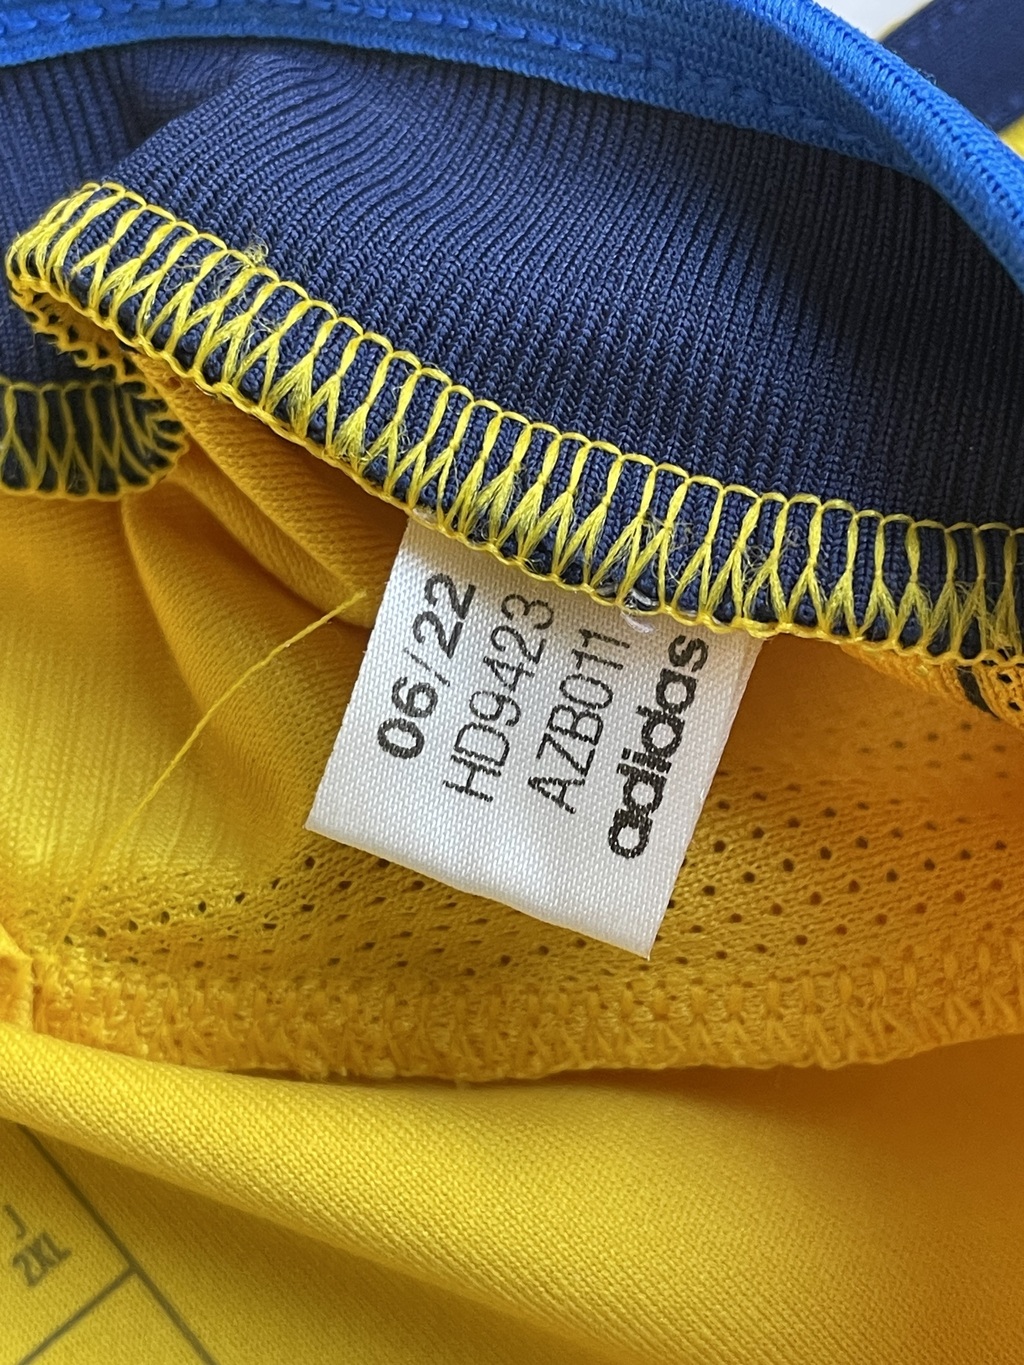 06/22
HD9423
AZB011
adidas
J
2XL